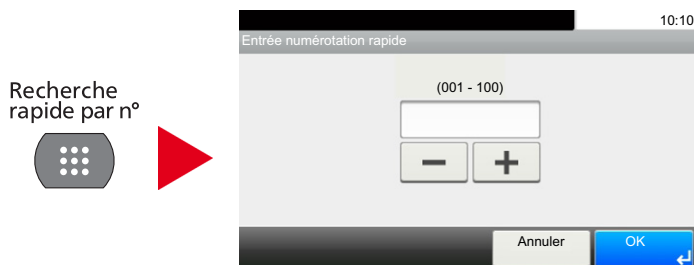 Recherche
rapide par n°
10:10
Entrée numérotation rapide
(001 - 100)
Annuler
OK